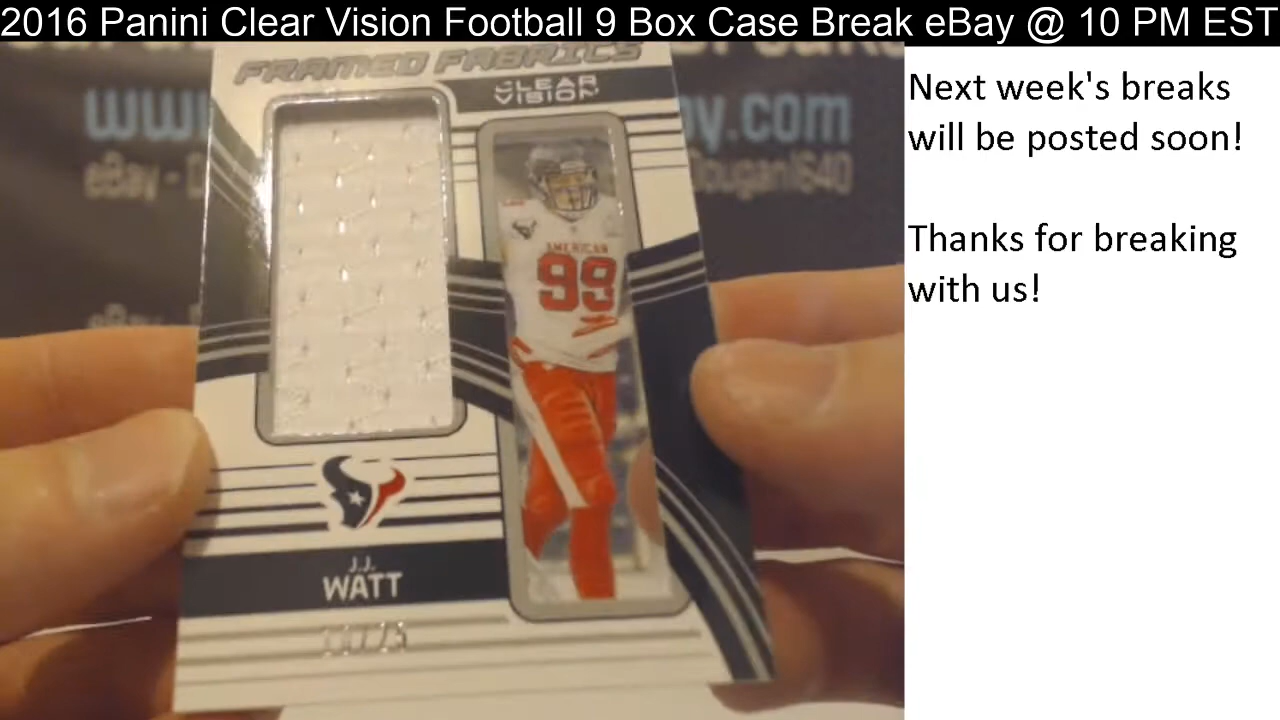 2016 Panini Clear Vision Football 9 Box Case Break eBay @ 10 PM EST
FRAMED FABRICS
CLEAR
VISION
AMERICAN
99
J.J.
WATT
Next week's breaks
will be posted soon!
Thanks for breaking
with us!